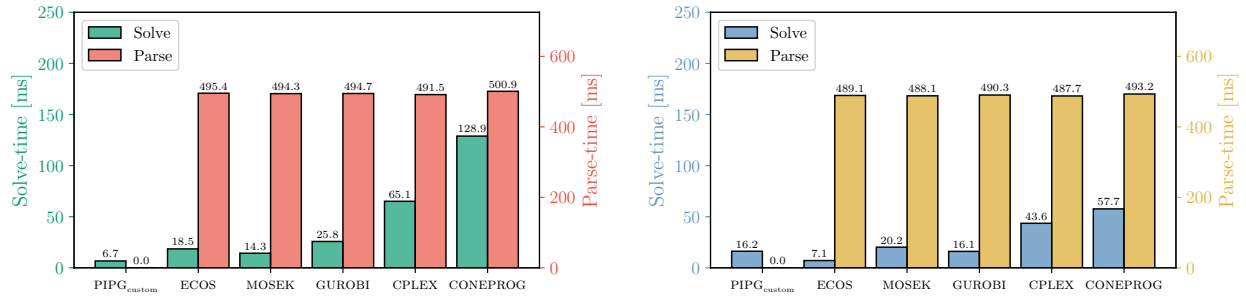 250
200
150
100
50
0
Solve-time [ms]
Solve
Parse
6.7
0.0
18.5
495.4
14.3
494.3
25.8
494.7
65.1
491.5
128.9
500.9
600
400
200
0
Parse-time [ms]
PIPG_custom
ECOS
MOSEK
GUROBI
CPLEX
CONEPROG
250
200
150
100
50
0
Solve-time [ms]
Solve
Parse
16.2
0.0
7.1
489.1
20.2
488.1
16.1
490.3
43.6
487.7
57.7
493.2
600
400
200
0
Parse-time [ms]
PIPG_custom
ECOS
MOSEK
GUROBI
CPLEX
CONEPROG